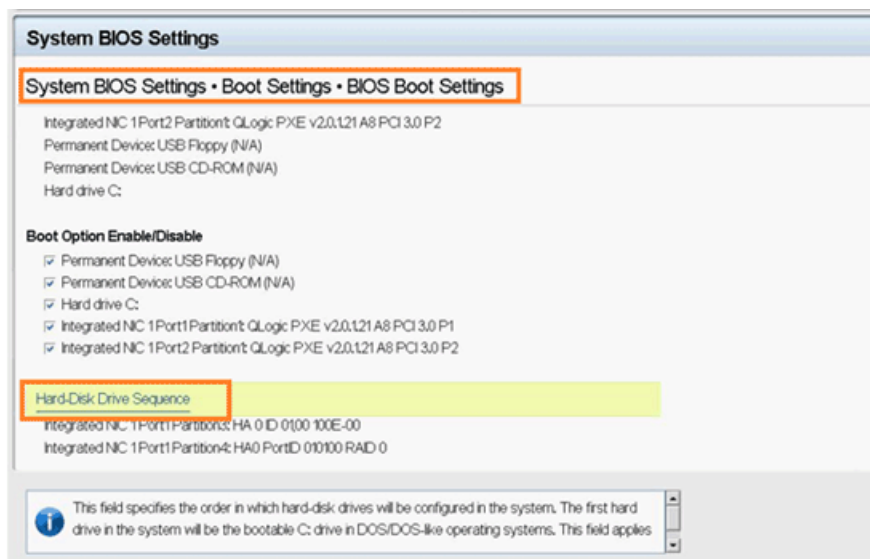 System BIOS Settings
System BIOS Settings • Boot Settings • BIOS Boot Settings
Integrated NIC 1 Port2 Partition1: QLogic PXE v2.0.1.21 A8 PCI 3.0 P2
Permanent Device: USB Floppy (N/A)
Permanent Device: USB CD-ROM (N/A)
Hard drive C:
Boot Option Enable/Disable
Permanent Device: USB Floppy (N/A)
Permanent Device: USB CD-ROM (N/A)
Hard drive C:
Integrated NIC 1 Port1 Partition1: QLogic PXE v2.0.1.21 A8 PCI 3.0 P1
Integrated NIC 1 Port2 Partition1: QLogic PXE v2.0.1.21 A8 PCI 3.0 P2
Hard-Disk Drive Sequence
Integrated NIC 1 Port1 Partition3: HA 0 ID 01,00 100E-00
Integrated NIC 1 Port1 Partition4: HA0 PortID 010100 RAID 0
This field specifies the order in which hard-disk drives will be configured in the system. The first hard
drive in the system will be the bootable C: drive in DOS/DOS-like operating systems. This field applies